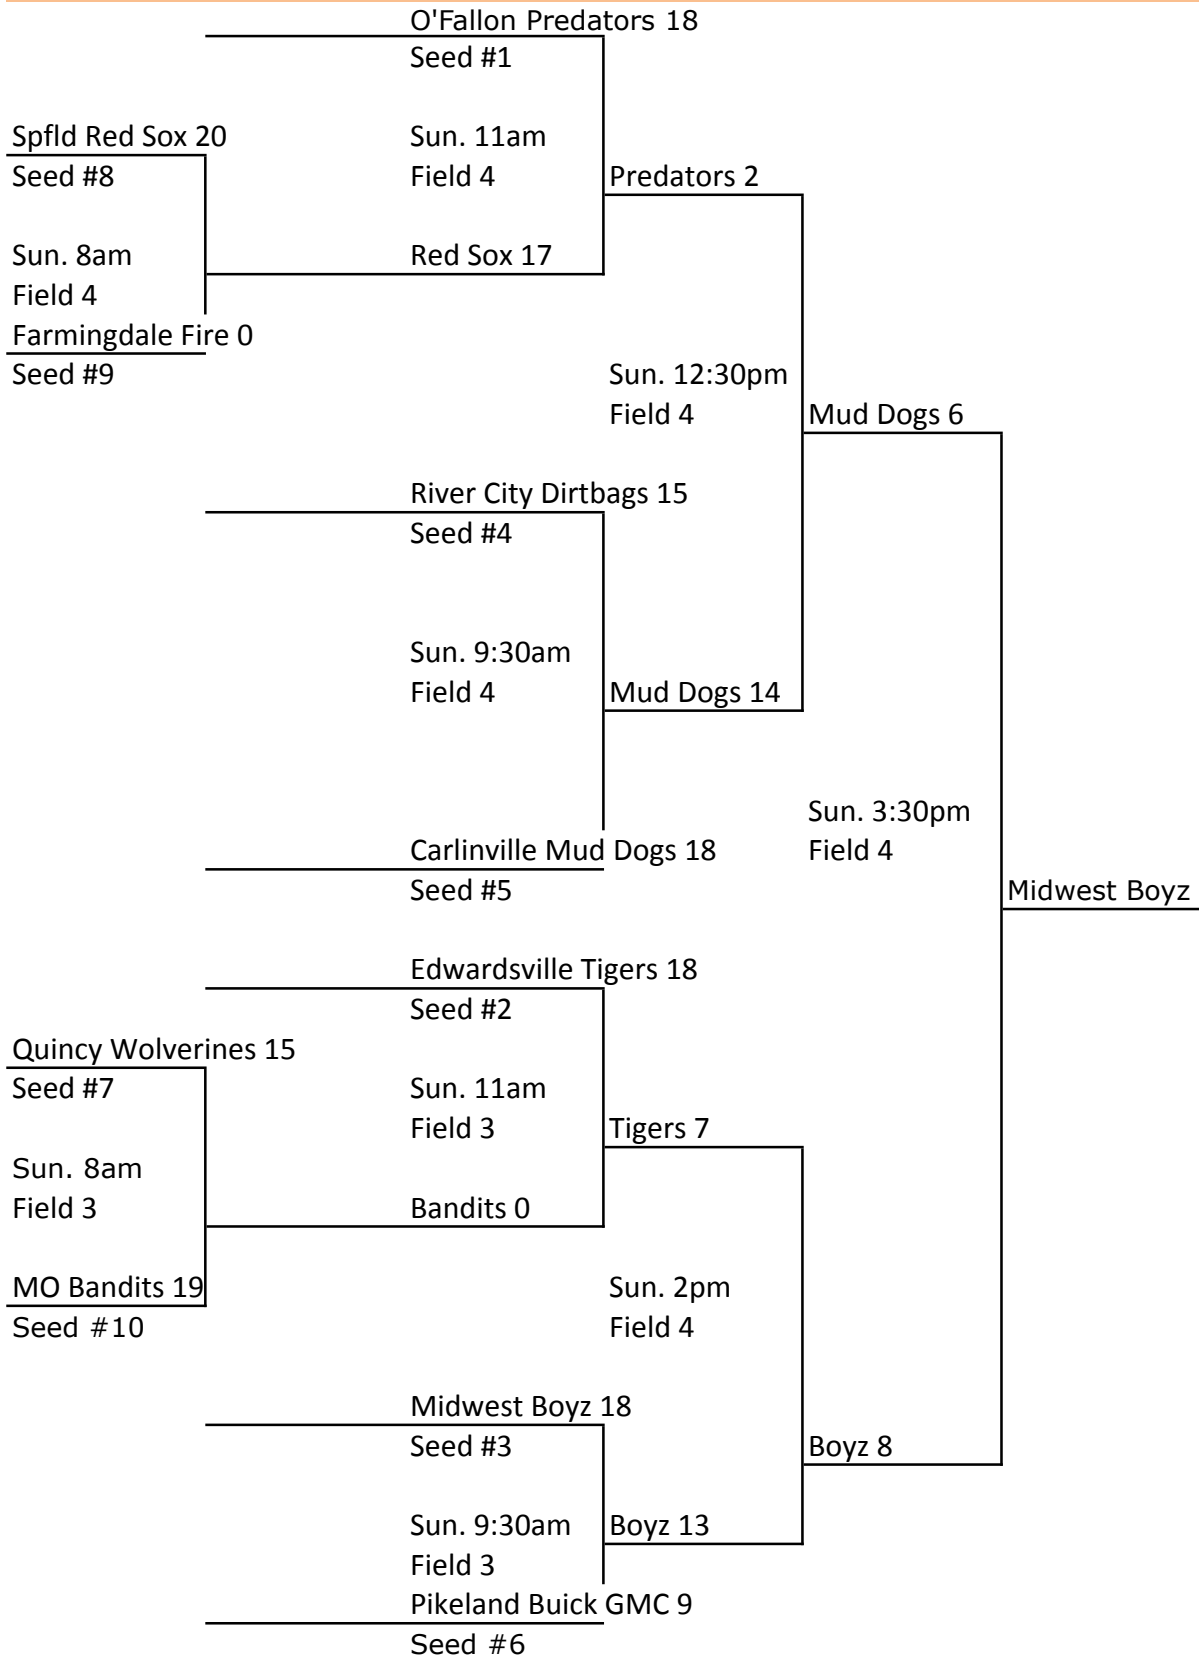 O'Fallon Predators 18
Seed #1
Spfld Red Sox 20
Sun. 11am
Seed #8
Field 4
Predators 2
Sun. 8am
Red Sox 17
Field 4
Farmingdale Fire 0
Seed #9
Sun. 12:30pm
Field 4
Mud Dogs 6
River City Dirtbags 15
Seed #4
Sun. 9:30am
Field 4
Mud Dogs 14
Sun. 3:30pm
Carlinville Mud Dogs 18
Field 4
Seed #5
Midwest Boyz
Edwardsville Tigers 18
Seed #2
Quincy Wolverines 15
Seed #7
Sun. 11am
Field 3
Tigers 7
Sun. 8am
Field 3
Bandits 0
MO Bandits 19
Sun. 2pm
Seed #10
Field 4
Midwest Boyz 18
Seed #3
Boyz 8
Sun. 9:30am
Boyz 13
Field 3
Pikeland Buick GMC 9
Seed #6